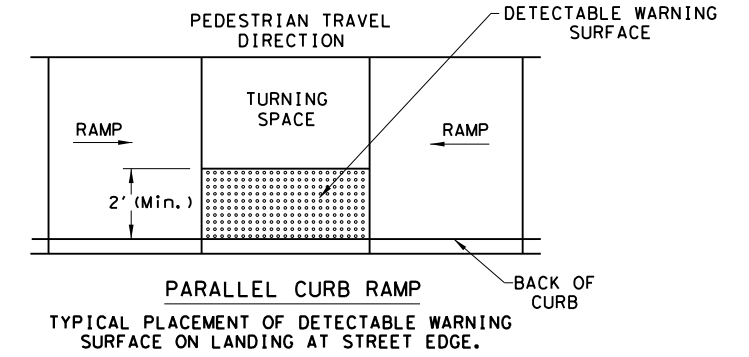 PEDESTRIAN TRAVEL
DIRECTION
DETECTABLE WARNING
SURFACE
TURNING
SPACE
RAMP
RAMP
2' (Min.)
BACK OF
CURB
PARALLEL CURB RAMP
TYPICAL PLACEMENT OF DETECTABLE WARNING
SURFACE ON LANDING AT STREET EDGE.